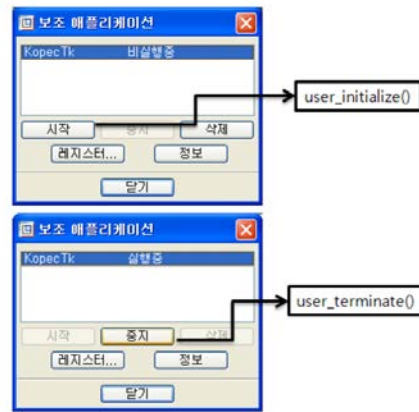 보조 애플리케이션
KopecTk 비실행중
시작 중지 삭제
레지스터... 정보
닫기
user_initialize()
보조 애플리케이션
KopecTk 실행중
시작 중지 삭제
레지스터... 정보
닫기
user_terminate()